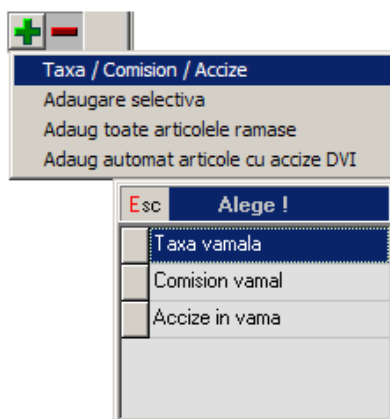 Taxa / Comision / Accize
Adaugare selectiva
Adaug toate articolele ramase
Adaug automat articole cu accize DVI
Esc Alege !
Taxa vamala
Comision vamal
Accize in vama